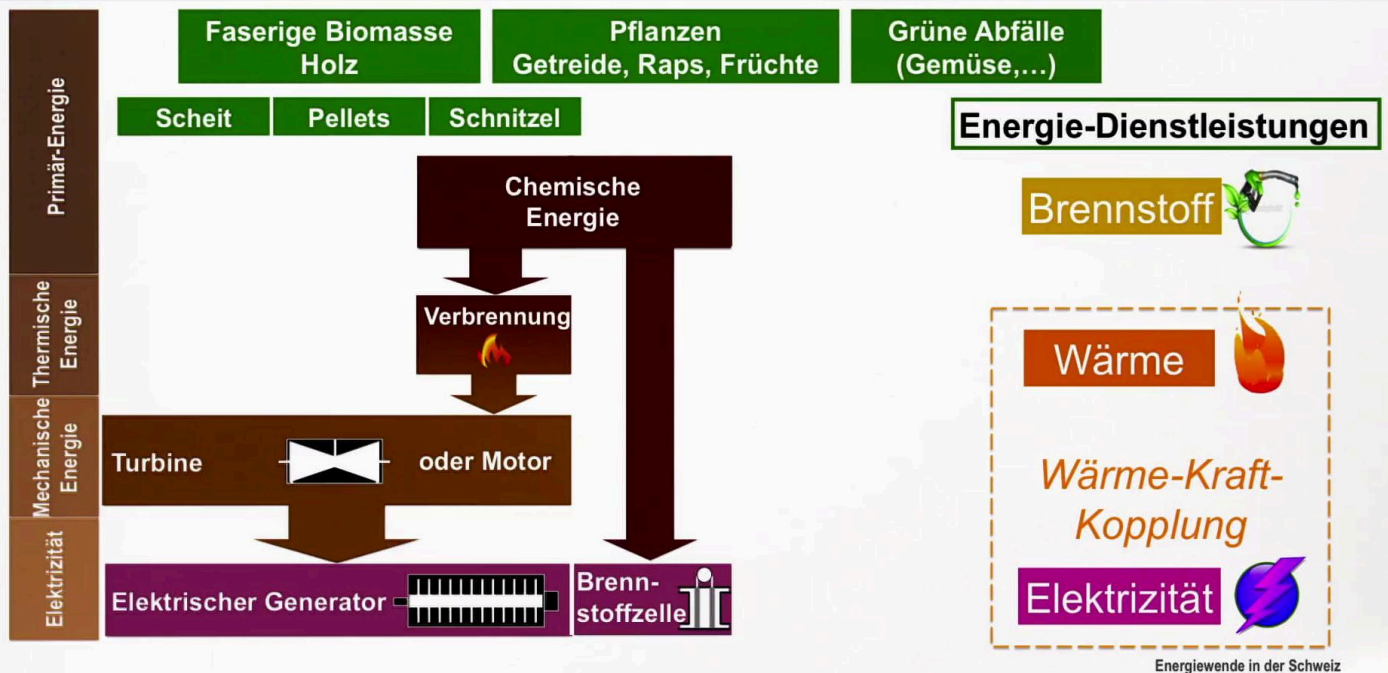 Faserige Biomasse
Holz
Pflanzen
Getreide, Raps, Früchte
Grüne Abfälle
(Gemüse,...)
Scheit
Pellets
Schnitzel
Energie-Dienstleistungen
Primär-Energie
Chemische
Energie
Brennstoff
Thermische
Energie
Verbrennung
Wärme
Mechanische
Energie
Turbine
oder Motor
Wärme-Kraft-
Kopplung
Elektrizität
Elektrischer Generator
Brenn-
stoffzelle
Elektrizität
Energiewende in der Schweiz